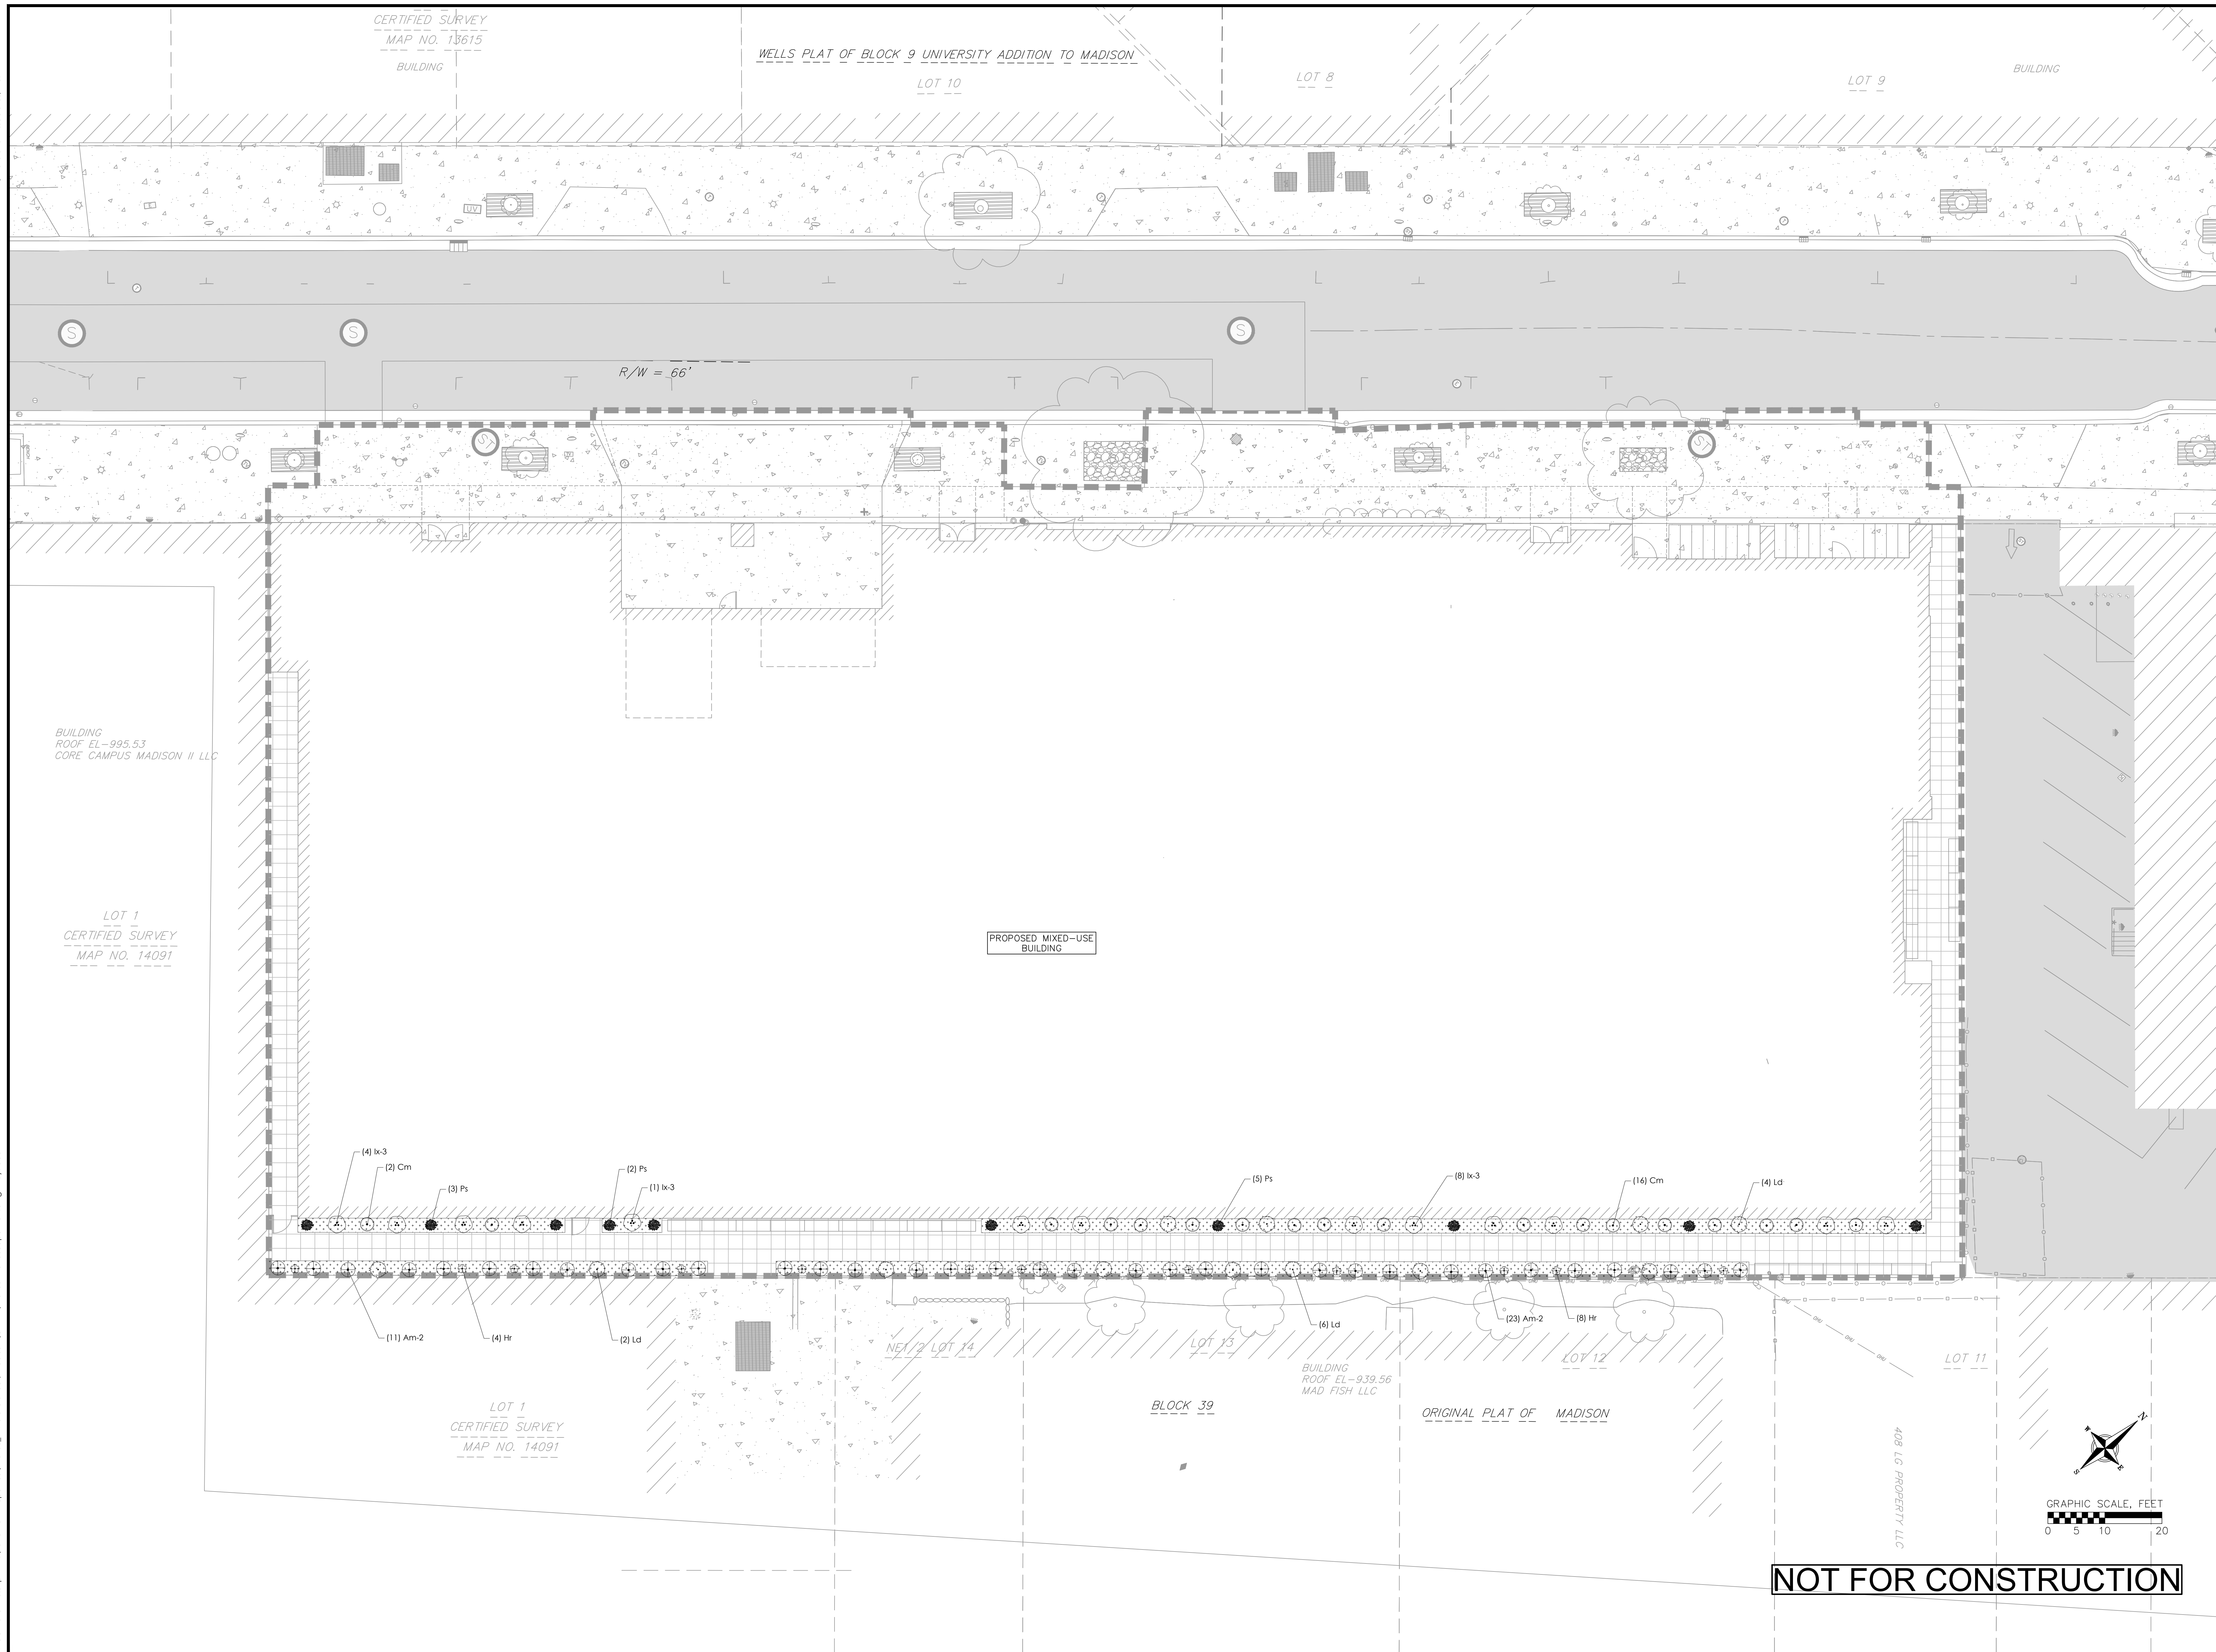 CERTIFIED SURVEY
MAP NO. 13615
BUILDING
WELLS PLAT OF BLOCK 9 UNIVERSITY ADDITION TO MADISON
LOT 10
LOT 8
LOT 9
BUILDING
E
UV
S
S
S
R/W = 66'
ST
ST
BUILDING
ROOF EL-995.53
CORE CAMPUS MADISON II LLC
LOT 1
CERTIFIED SURVEY
MAP NO. 14091
PROPOSED MIXED-USE
BUILDING
(4) Ix-3
(2) Cm
(3) Ps
(2) Ps
(1) Ix-3
(5) Ps
(8) Ix-3
(16) Cm
(4) Ld
(11) Am-2
(4) Hr
(2) Ld
(6) Ld
(23) Am-2
(8) Hr
OHU
OHU
OHU
NE1/2 LOT 14
LOT 13
LOT 12
LOT 11
BUILDING
ROOF EL-939.56
MAD FISH LLC
LOT 1
CERTIFIED SURVEY
MAP NO. 14091
BLOCK 39
ORIGINAL PLAT OF MADISON
408 LG PROPERTY LLC
N
W
S
E
GRAPHIC SCALE, FEET
0 5 10 20
NOT FOR CONSTRUCTION